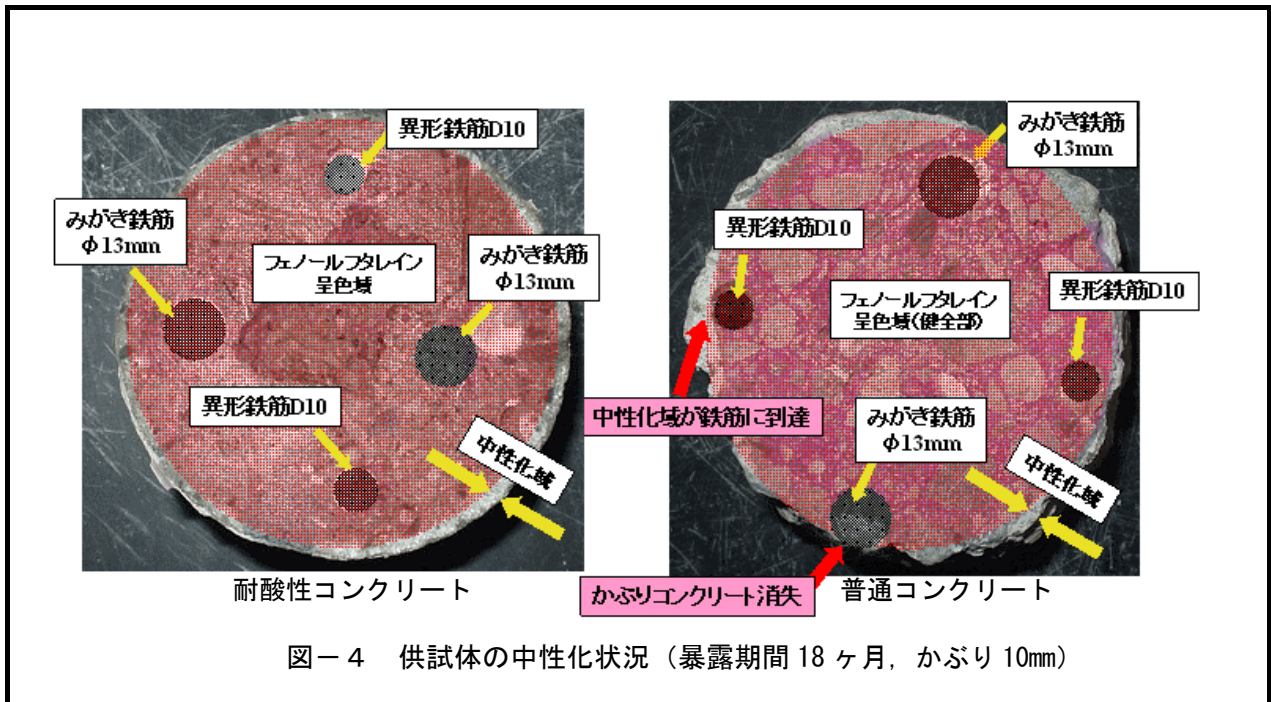 異形鉄筋D10
みがき鉄筋
φ13mm
フェノールフタレイン
呈色域
みがき鉄筋
φ13mm
異形鉄筋D10
中性化域
耐酸性コンクリート
みがき鉄筋
φ13mm
異形鉄筋D10
フェノールフタレイン
呈色域(健全部)
異形鉄筋D10
中性化域が鉄筋に到達
みがき鉄筋
φ13mm
中性化域
かぶりコンクリート消失
普通コンクリート
図－４　供試体の中性化状況（暴露期間 18 ヶ月，かぶり 10㎜）